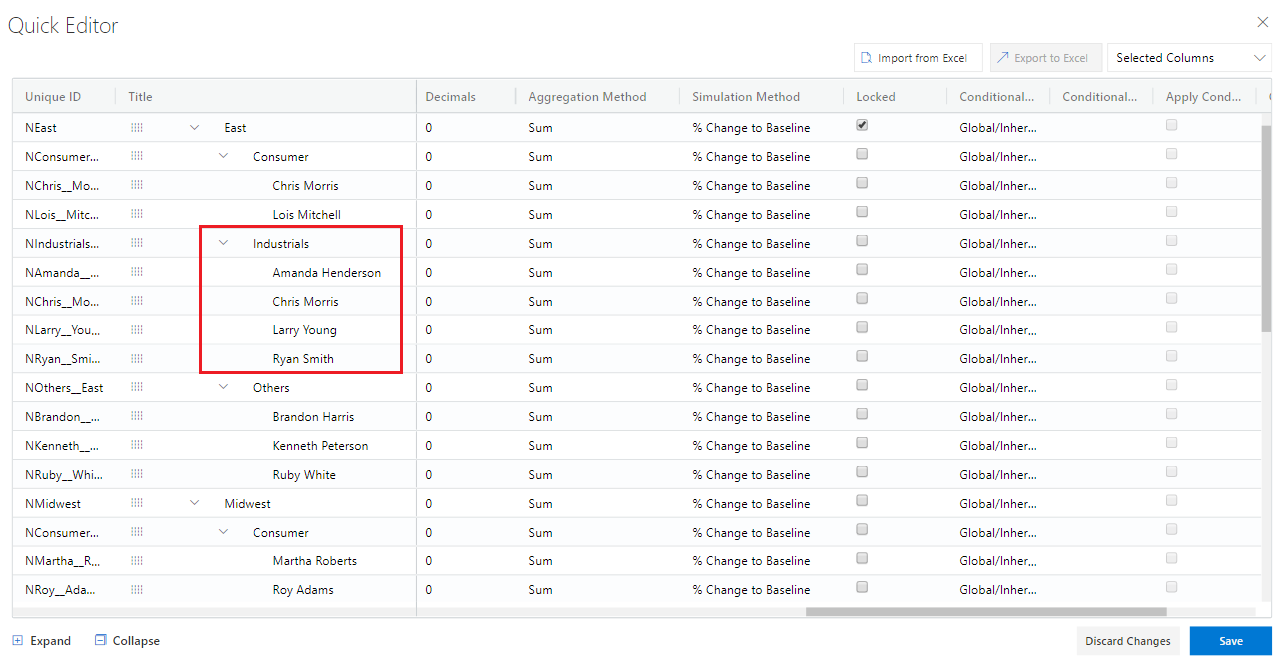 Quick Editor
Import from Excel Export to Excel Selected Columns
Unique ID Title Decimals Aggregation Method Simulation Method Locked Conditional... Conditional... Apply Cond...
NEast East 0 Sum % Change to Baseline Global/Inher...
NConsumer... Consumer 0 Sum % Change to Baseline Global/Inher...
NChris__Mo... Chris Morris 0 Sum % Change to Baseline Global/Inher...
NLois__Mitc... Lois Mitchell 0 Sum % Change to Baseline Global/Inher...
NIndustrials... Industrials 0 Sum % Change to Baseline Global/Inher...
NAmanda__... Amanda Henderson 0 Sum % Change to Baseline Global/Inher...
NChris__Mo... Chris Morris 0 Sum % Change to Baseline Global/Inher...
NLarry__You... Larry Young 0 Sum % Change to Baseline Global/Inher...
NRyan__Smi... Ryan Smith 0 Sum % Change to Baseline Global/Inher...
NOthers__East Others 0 Sum % Change to Baseline Global/Inher...
NBrandon__... Brandon Harris 0 Sum % Change to Baseline Global/Inher...
NKenneth__... Kenneth Peterson 0 Sum % Change to Baseline Global/Inher...
NRuby__Whi... Ruby White 0 Sum % Change to Baseline Global/Inher...
NMidwest Midwest 0 Sum % Change to Baseline Global/Inher...
NConsumer... Consumer 0 Sum % Change to Baseline Global/Inher...
NMartha__R... Martha Roberts 0 Sum % Change to Baseline Global/Inher...
NRoy__Ada... Roy Adams 0 Sum % Change to Baseline Global/Inher...
Expand Collapse Discard Changes Save